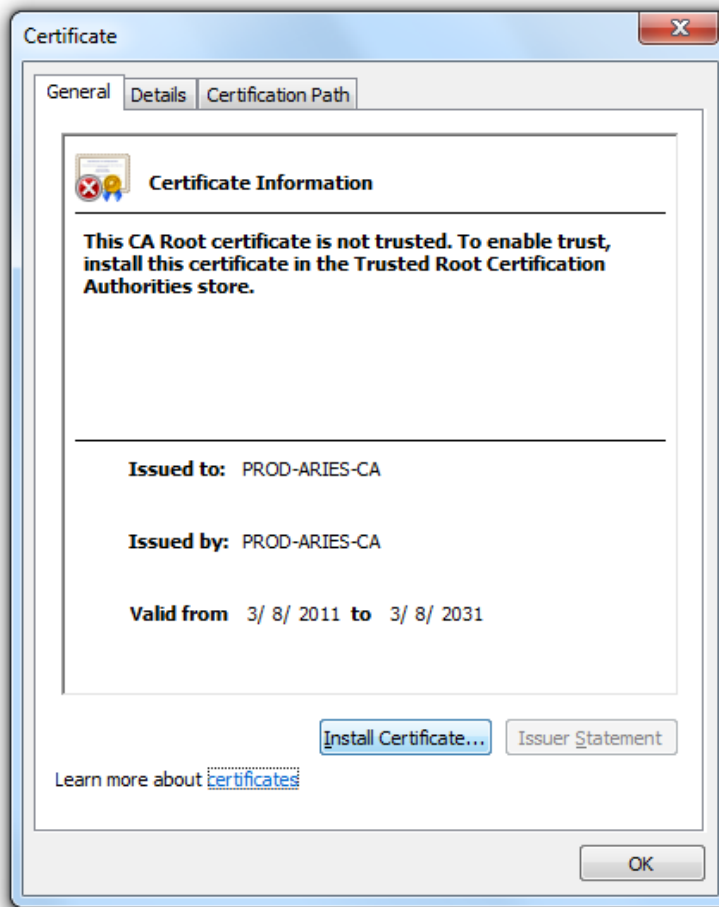 Certificate
General Details Certification Path
Certificate Information
This CA Root certificate is not trusted. To enable trust,
install this certificate in the Trusted Root Certification
Authorities store.
Issued to: PROD-ARIES-CA
Issued by: PROD-ARIES-CA
Valid from 3/ 8/ 2011 to 3/ 8/ 2031
Install Certificate... Issuer Statement
Learn more about certificates
OK